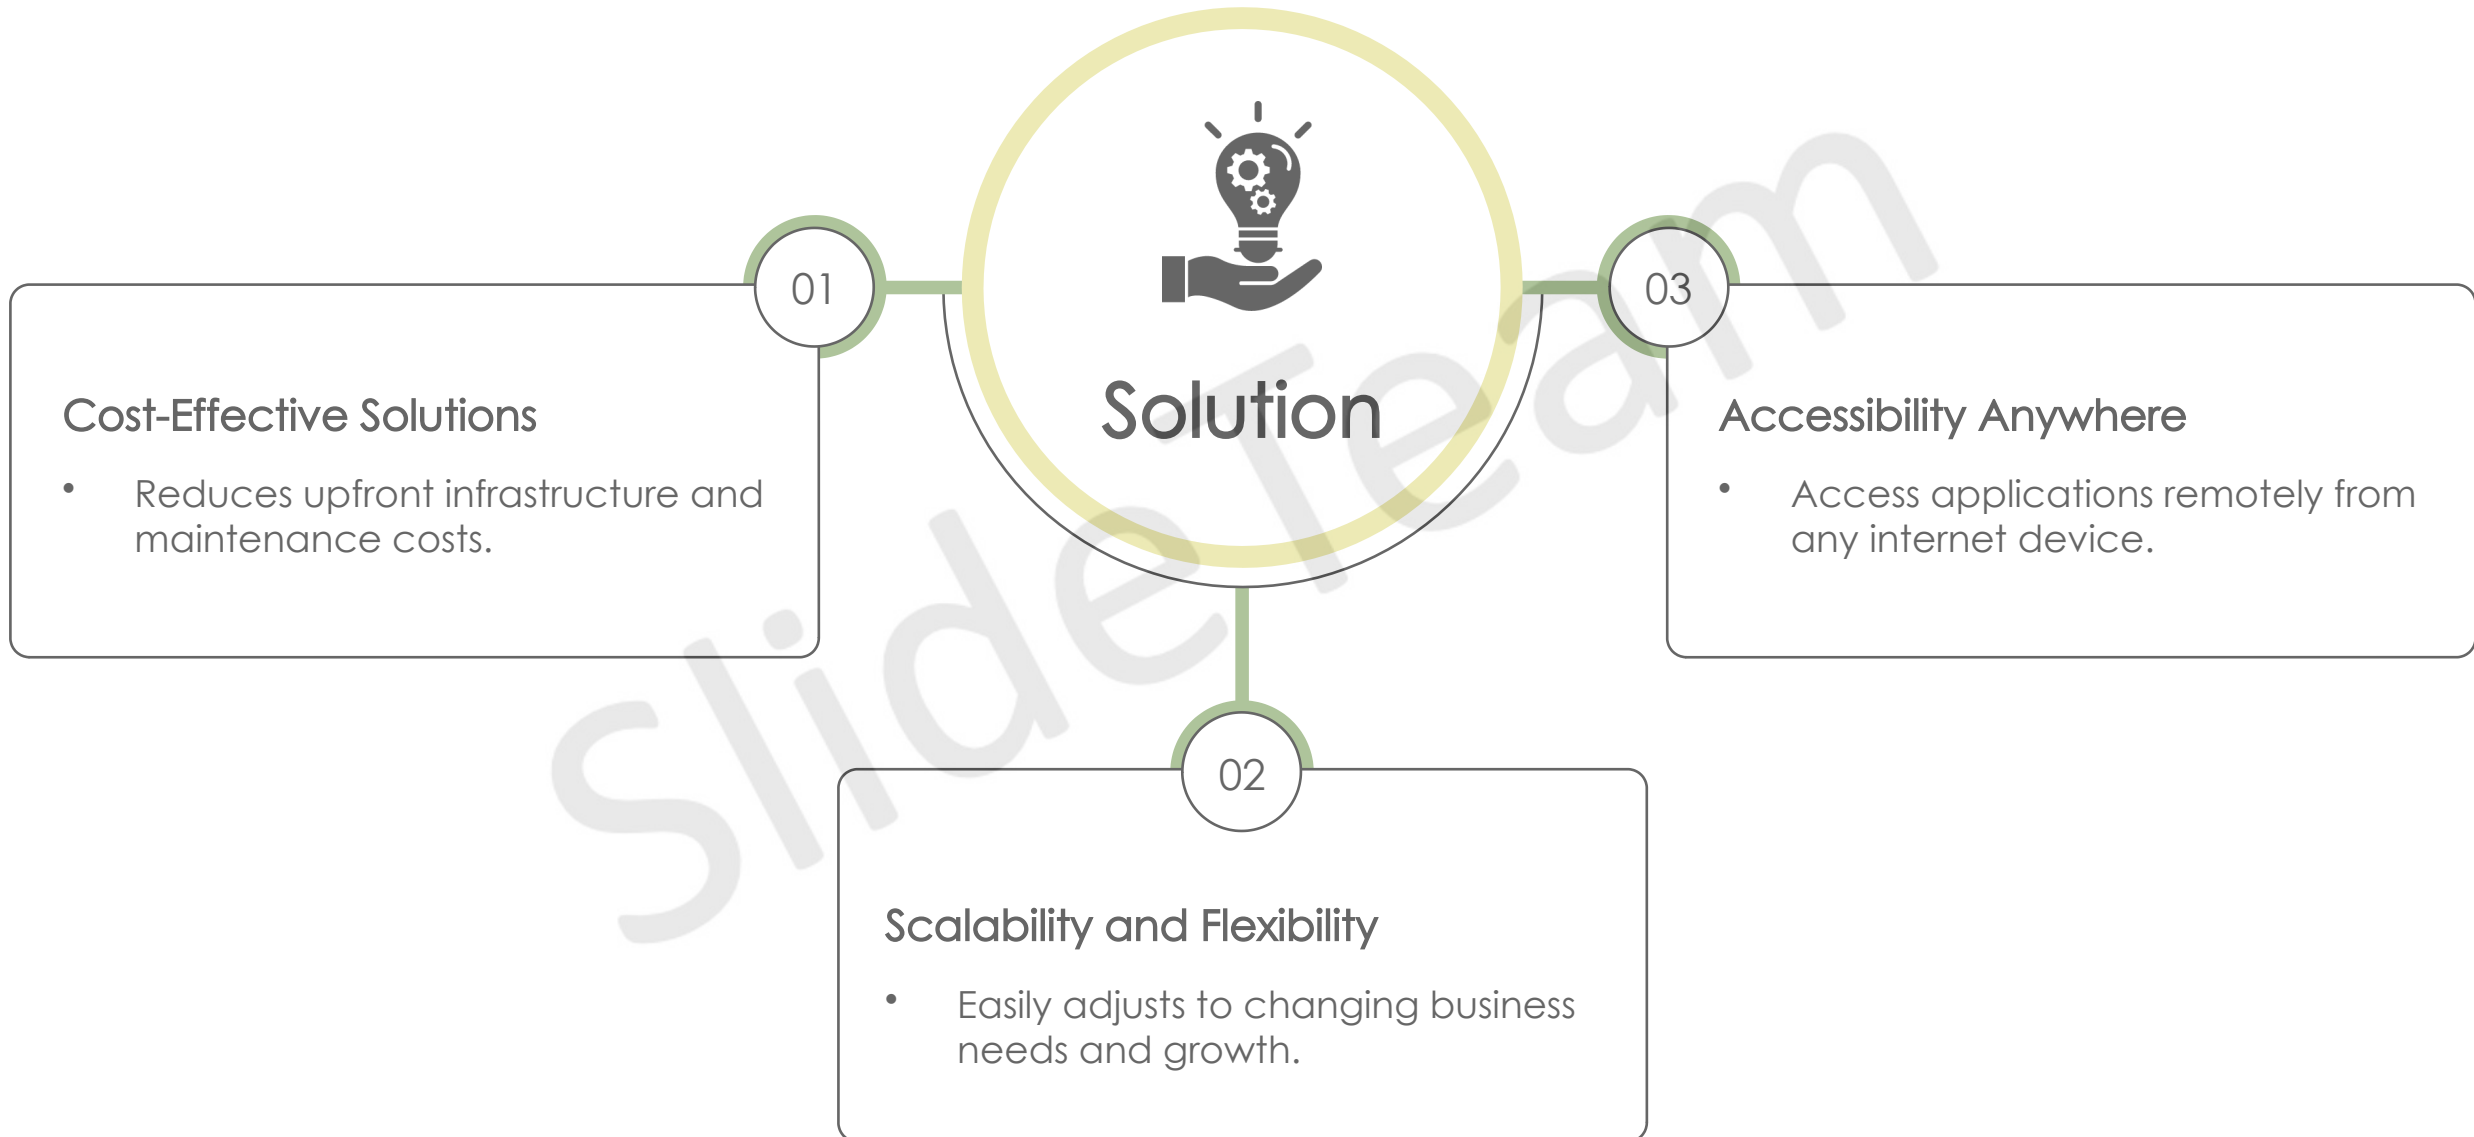 Solution
01
Cost-Effective Solutions
• Reduces upfront infrastructure and
maintenance costs.
02
Scalability and Flexibility
• Easily adjusts to changing business
needs and growth.
03
Accessibility Anywhere
• Access applications remotely from
any internet device.
SlideTeam